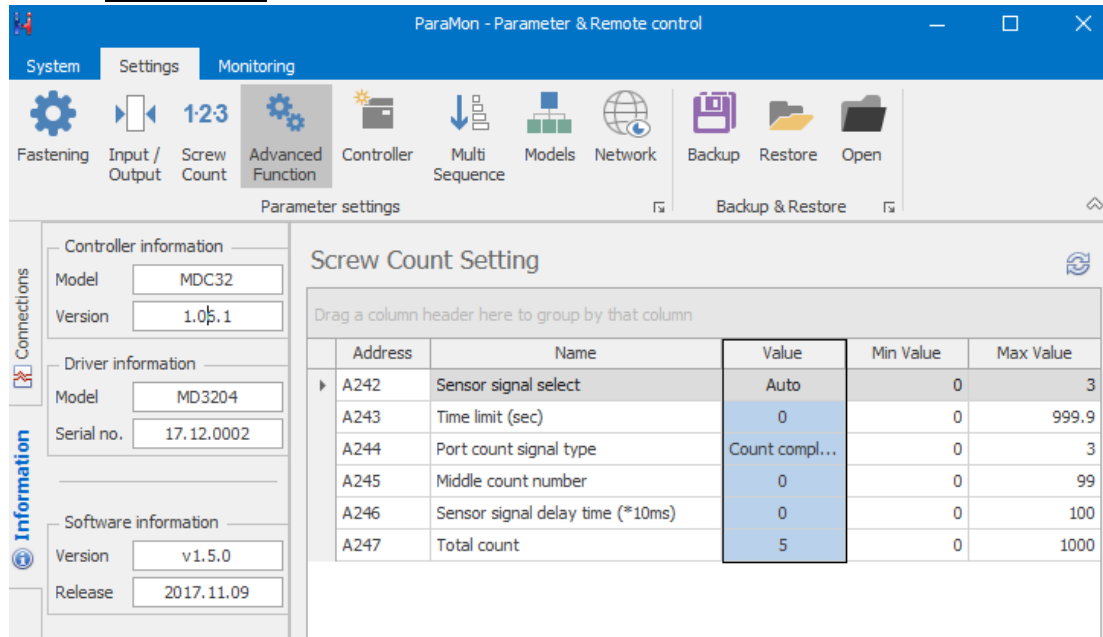 ParaMon - Parameter & Remote control
System Settings Monitoring
Fastening Input / Output Screw Count Advanced Function Controller Multi Sequence Models Network Backup Restore Open
1·2·3
Parameter settings Backup & Restore
Connections
Information
Controller information
Model MDC32
Version 1.05.1
Driver information
Model MD3204
Serial no. 17.12.0002
Software information
Version v1.5.0
Release 2017.11.09
Screw Count Setting
Drag a column header here to group by that column
Address Name Value Min Value Max Value
A242 Sensor signal select Auto 0 3
A243 Time limit (sec) 0 0 999.9
A244 Port count signal type Count compl... 0 3
A245 Middle count number 0 0 99
A246 Sensor signal delay time (*10ms) 0 0 100
A247 Total count 5 0 1000